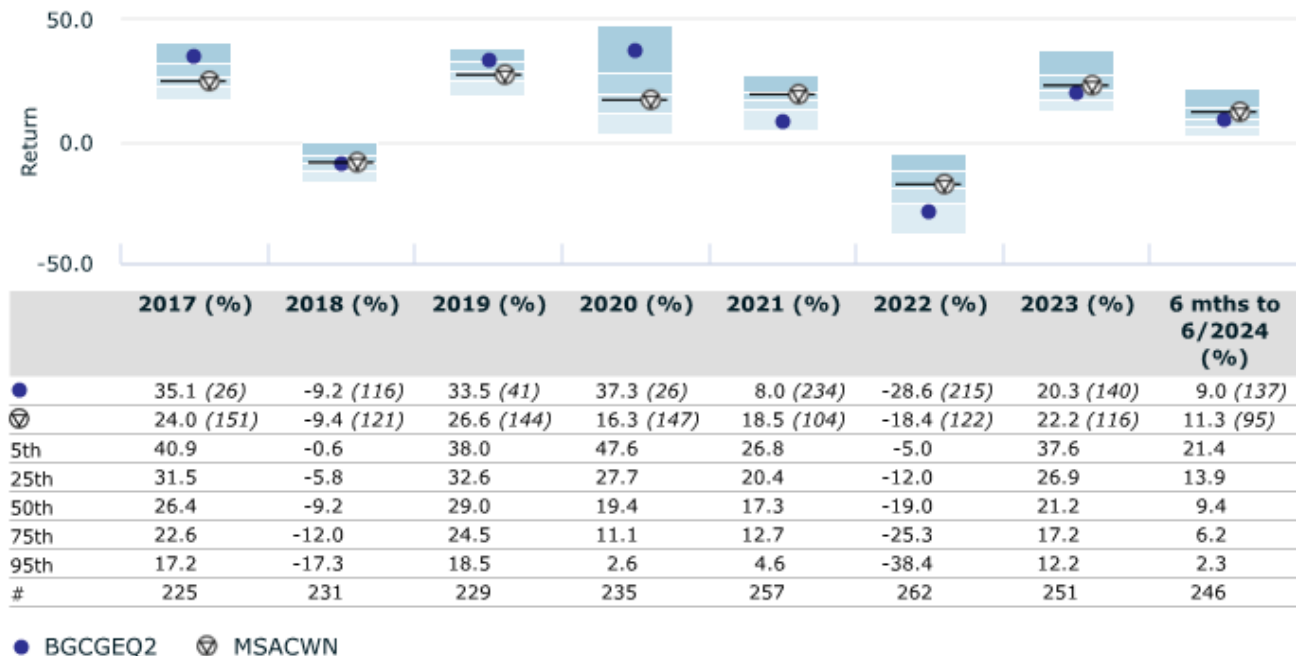 50.0
0.0
-50.0
Return
2017 (%) 2018 (%) 2019 (%) 2020 (%) 2021 (%) 2022 (%) 2023 (%) 6 mths to 6/2024 (%)
35.1 (26) -9.2 (116) 33.5 (41) 37.3 (26) 8.0 (234) -28.6 (215) 20.3 (140) 9.0 (137)
24.0 (151) -9.4 (121) 26.6 (144) 16.3 (147) 18.5 (104) -18.4 (122) 22.2 (116) 11.3 (95)
5th 40.9 -0.6 38.0 47.6 26.8 -5.0 37.6 21.4
25th 31.5 -5.8 32.6 27.7 20.4 -12.0 26.9 13.9
50th 26.4 -9.2 29.0 19.4 17.3 -19.0 21.2 9.4
75th 22.6 -12.0 24.5 11.1 12.7 -25.3 17.2 6.2
95th 17.2 -17.3 18.5 2.6 4.6 -38.4 12.2 2.3
# 225 231 229 235 257 262 251 246
BGCGEQ2 MSACWN